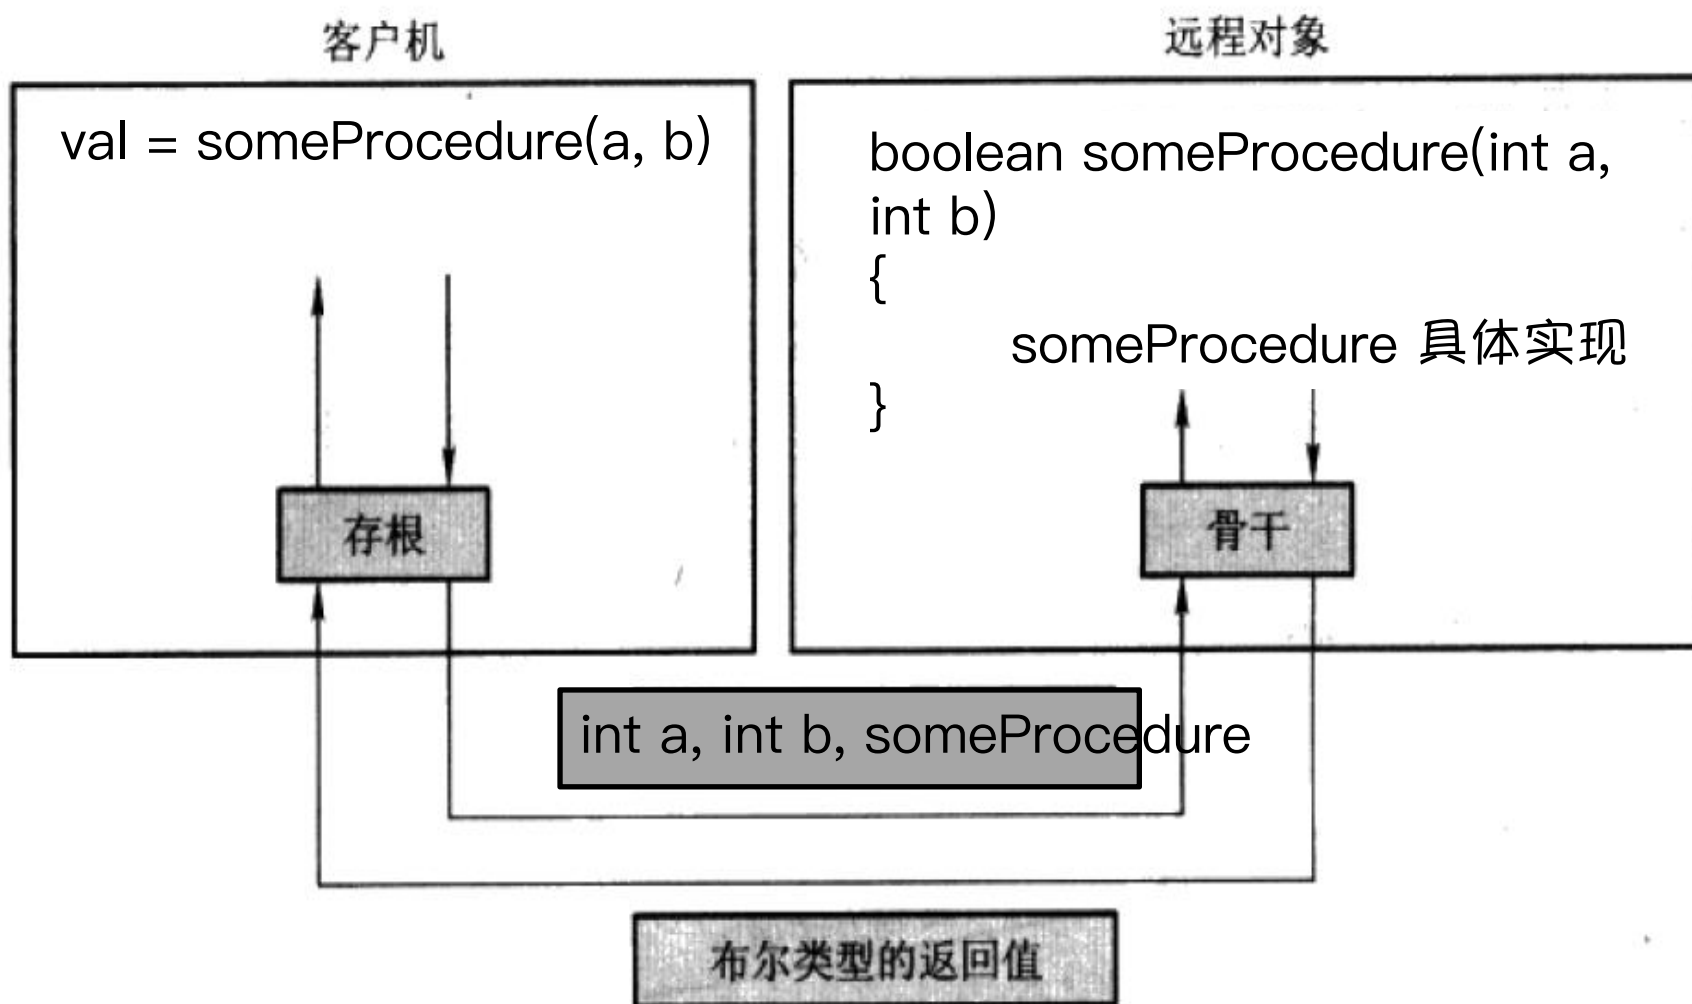 客户机
val = someProcedure(a, b)
存根
远程对象
boolean someProcedure(int a,
int b)
{
someProcedure 具体实现
}
骨干
int a, int b, someProcedure
布尔类型的返回值